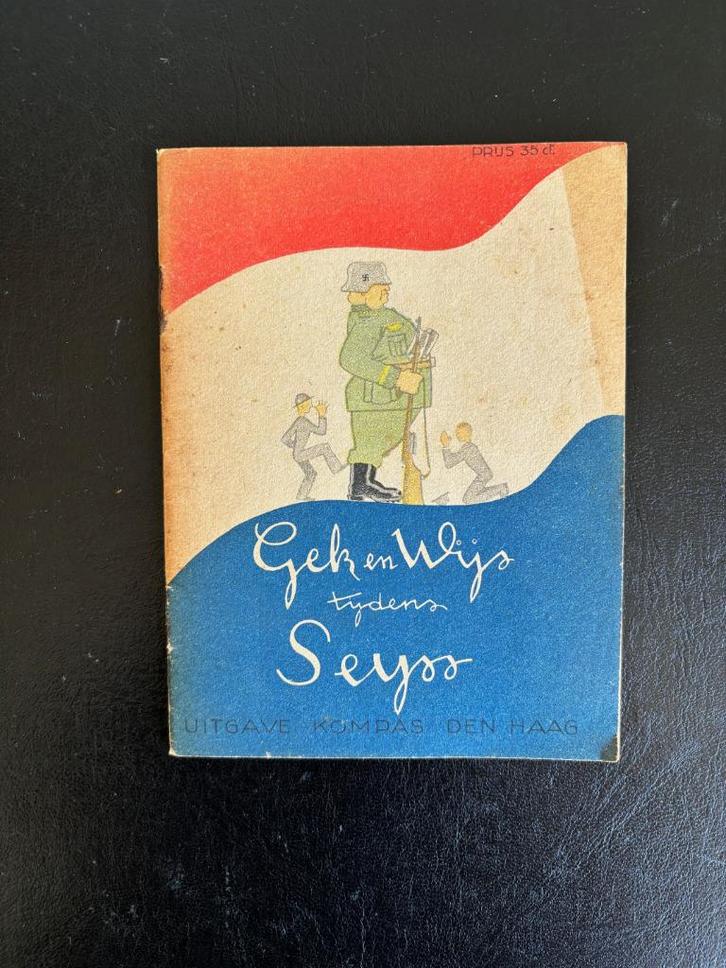 PRIJS 35 ct.
Gek en Wijs
tijdens
Seyss
UITGAVE KOMPAS DEN HAAG